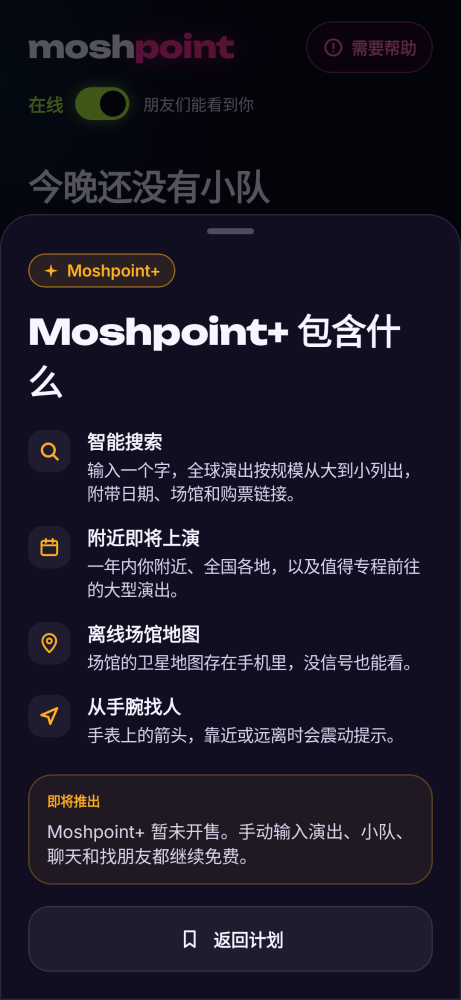 moshpoint
需要帮助
在线
朋友们能看到你
今晚还没有小队
Moshpoint+
Moshpoint+ 包含什
么
智能搜索
输入一个字，全球演出按规模从大到小列出，
附带日期、场馆和购票链接。
附近即将上演
一年内你附近、全国各地，以及值得专程前往
的大型演出。
离线场馆地图
场馆的卫星地图存在手机里，没信号也能看。
从手腕找人
手表上的箭头，靠近或远离时会震动提示。
即将推出
Moshpoint+ 暂未开售。手动输入演出、小队、
聊天和找朋友都继续免费。
返回计划